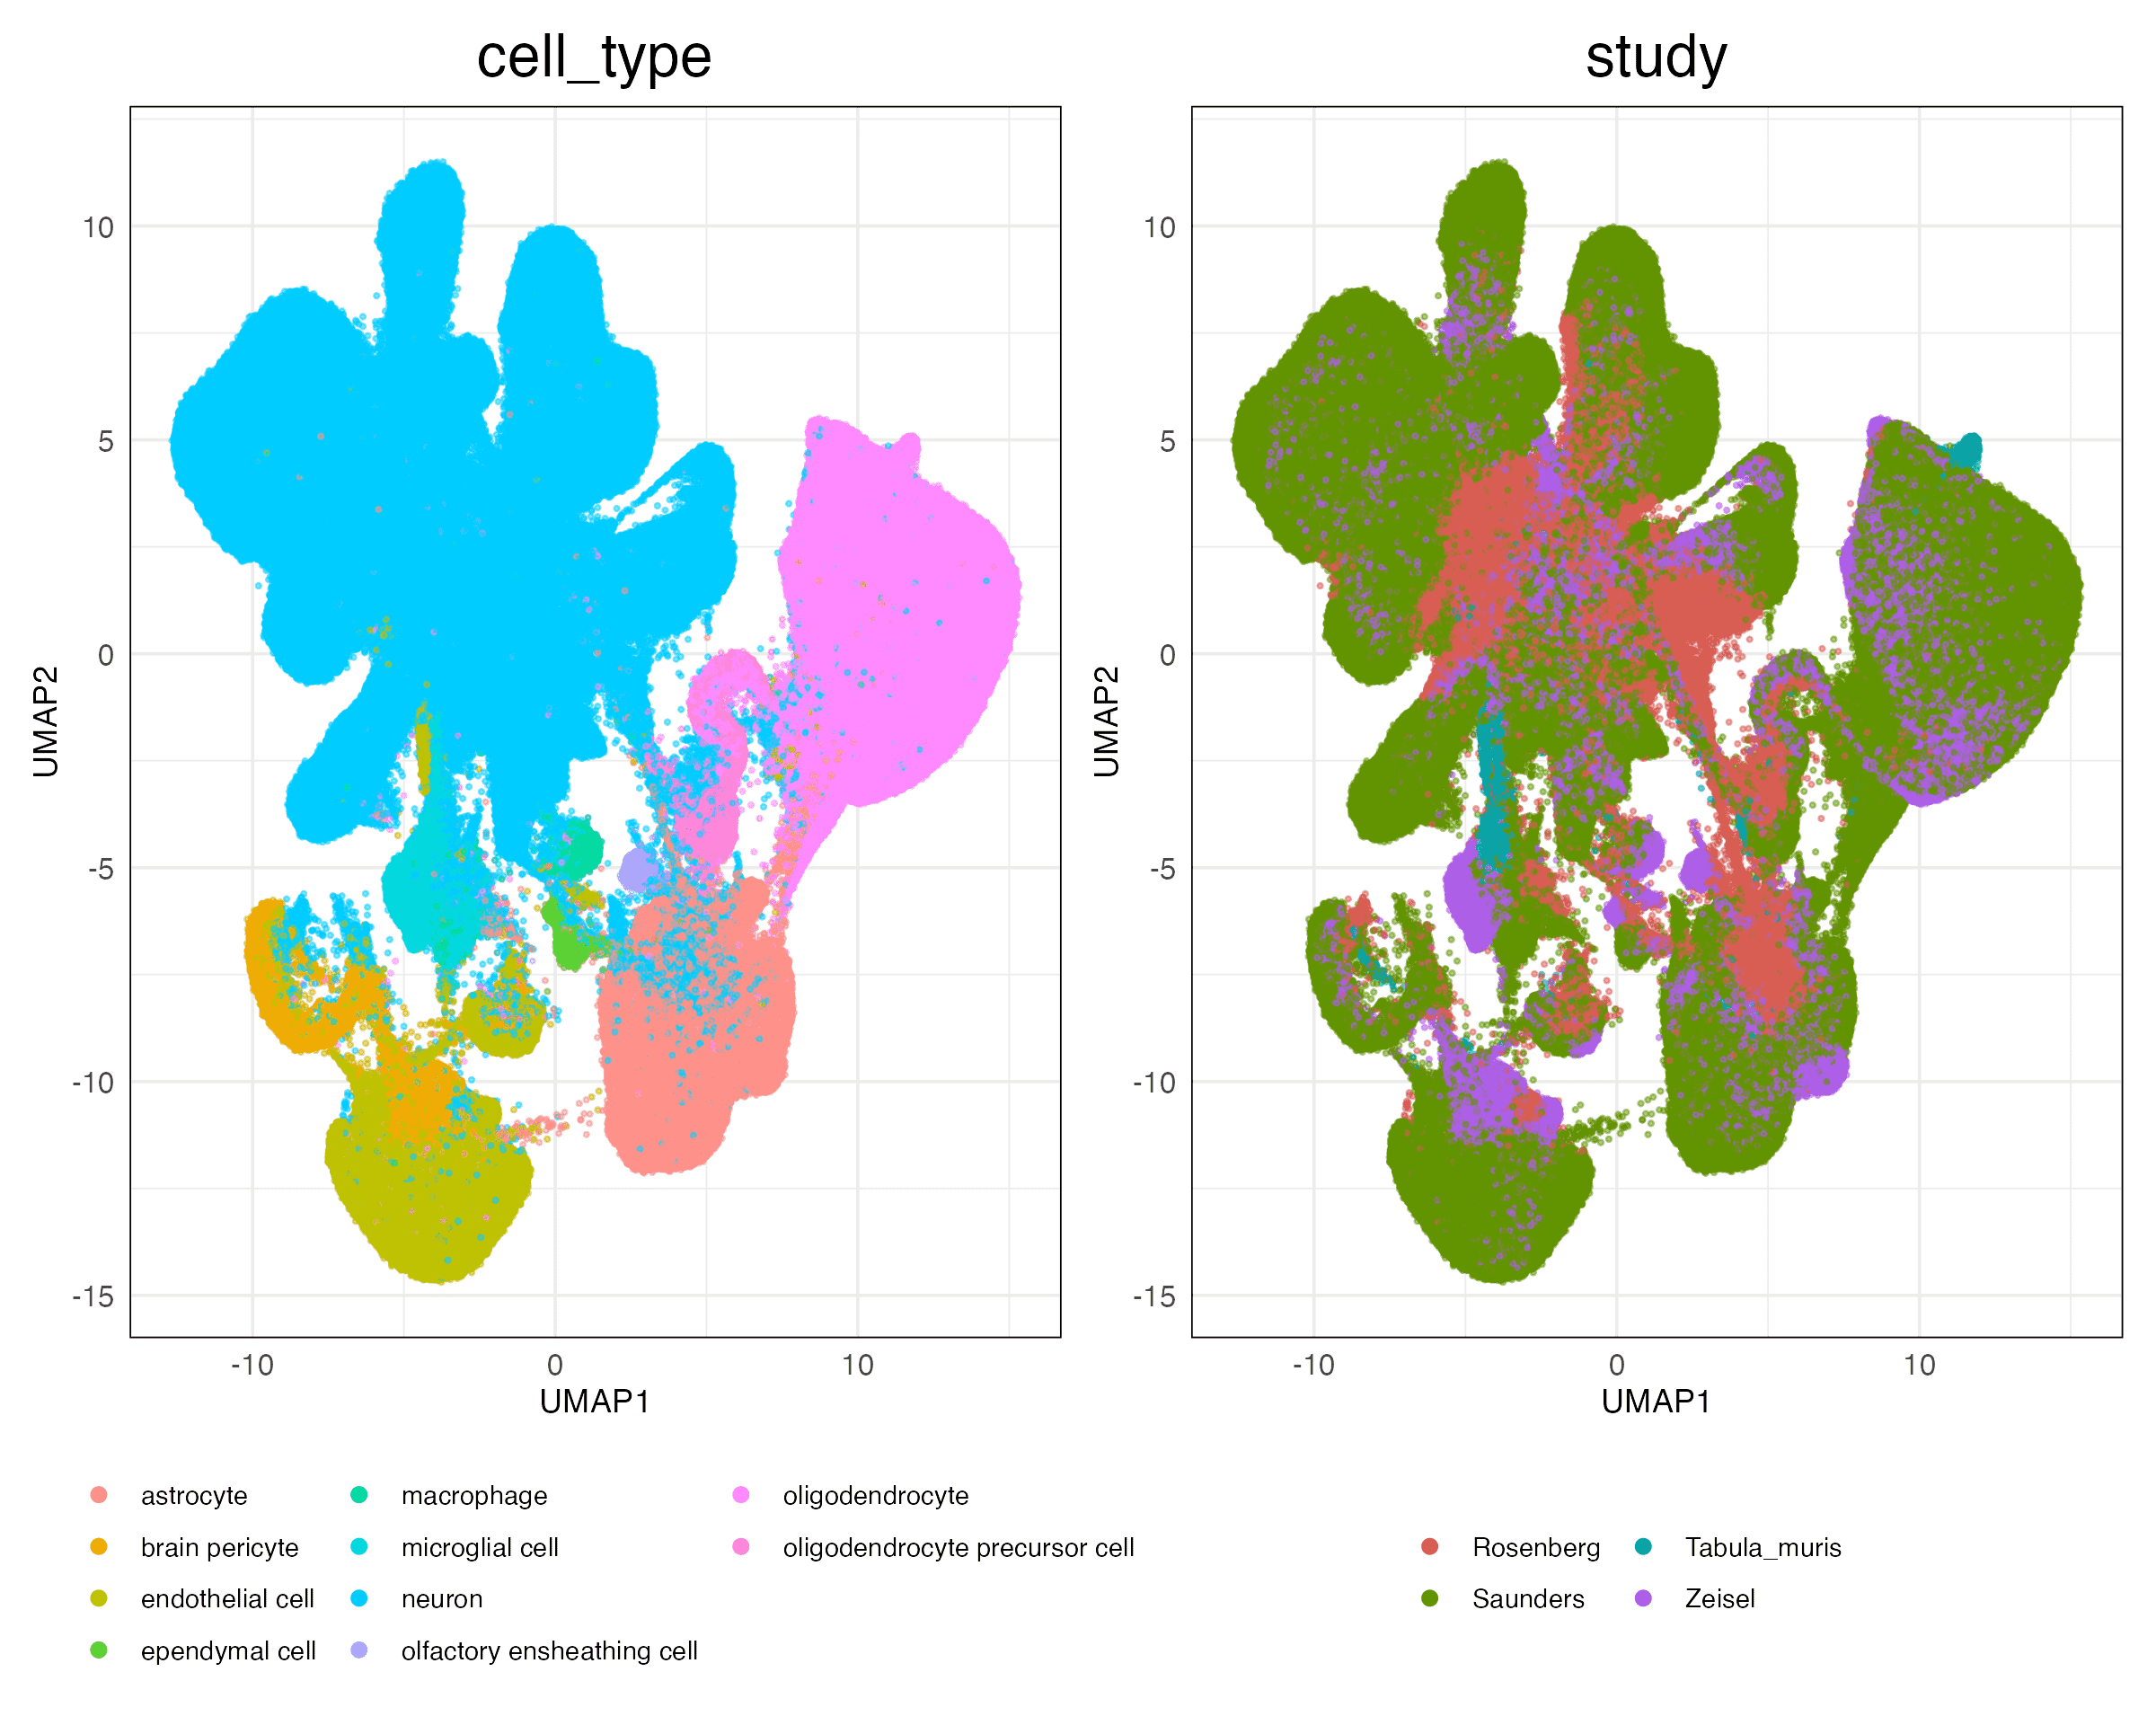 cell_type
study
10
5
0
-5
-10
-15
UMAP2
-10
0
10
UMAP1
10
5
0
-5
-10
-15
UMAP2
-10
0
10
UMAP1
astrocyte
brain pericyte
endothelial cell
ependymal cell
macrophage
microglial cell
neuron
olfactory ensheathing cell
oligodendrocyte
oligodendrocyte precursor cell
Rosenberg
Saunders
Tabula_muris
Zeisel